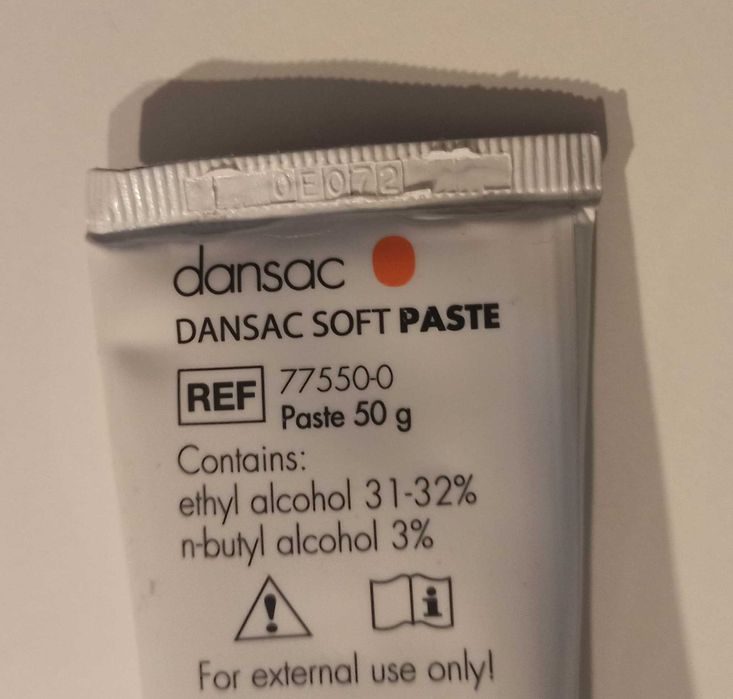 0E072
dansac
DANSAC SOFT PASTE
REF 77550-0
Paste 50 g
Contains:
ethyl alcohol 31-32%
n-butyl alcohol 3%
For external use only!